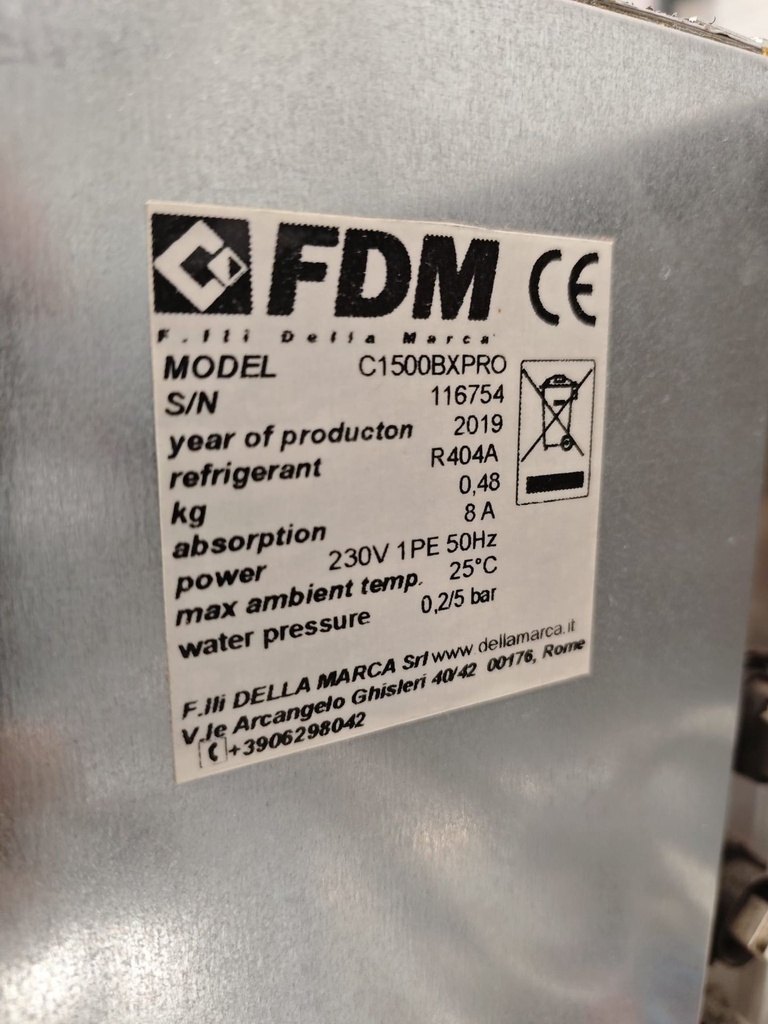 FDM CE
F.lli Della Marca
MODEL C1500BXPRO
S/N 116754
year of producton 2019
refrigerant R404A
kg 0,48
absorption 8 A
power 230V 1PE 50Hz
max ambient temp. 25°C
water pressure 0,2/5 bar
F.lli DELLA MARCA Srl www dellamarca.it
V.le Arcangelo Ghisleri 40/42 00176, Rome
+3906298042